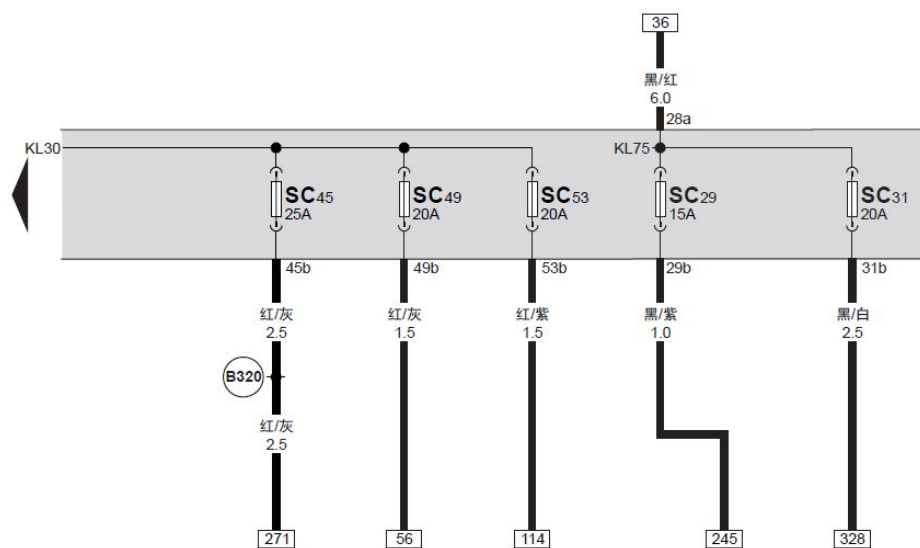 36
黑/红
6.0
28a
KL30
KL75
SC45
25A
SC49
20A
SC53
20A
SC29
15A
SC31
20A
45b
49b
53b
29b
31b
红/灰
2.5
红/灰
1.5
红/紫
1.5
黑/紫
1.0
黑/白
2.5
B320
红/灰
2.5
271
56
114
245
328